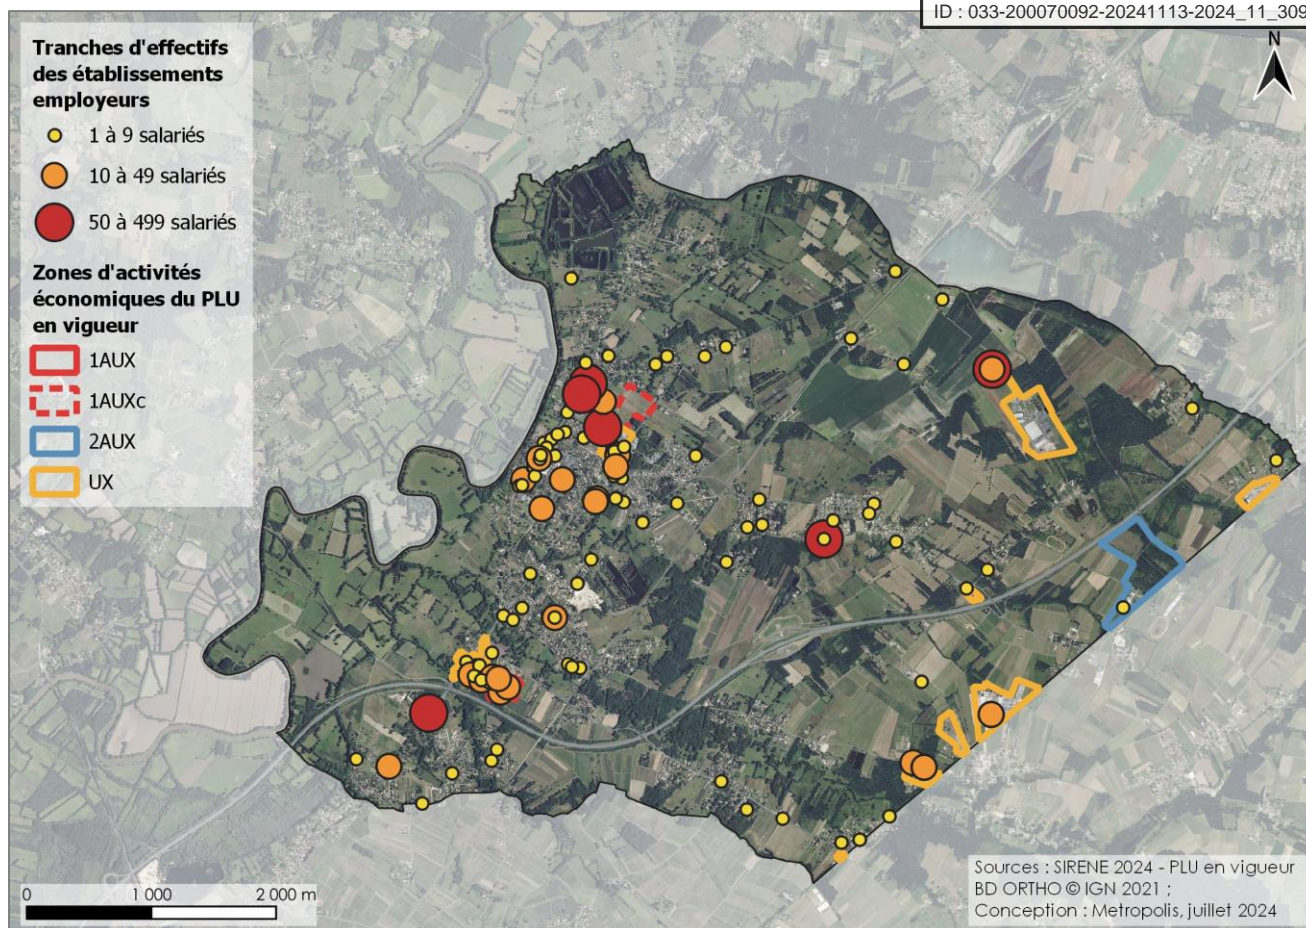 ID : 033-200070092-20241113-2024_11_309
N
Tranches d'effectifs
des établissements
employeurs
1 à 9 salariés
10 à 49 salariés
50 à 499 salariés
Zones d'activités
économiques du PLU
en vigueur
1AUX
1AUXc
2AUX
UX
0 1 000 2 000 m
Sources : SIRENE 2024 - PLU en vigueur
BD ORTHO © IGN 2021 ;
Conception : Metropolis, juillet 2024